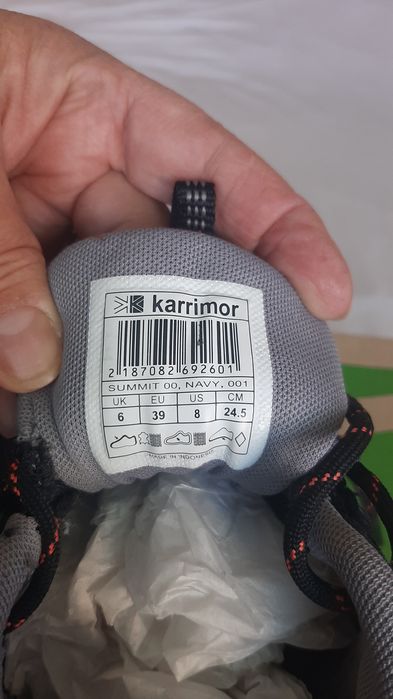 karrimor
2 187082 692601
SUMMIT 00, NAVY, 001
UK EU US CM
6 39 8 24.5
MADE IN INDONESIA